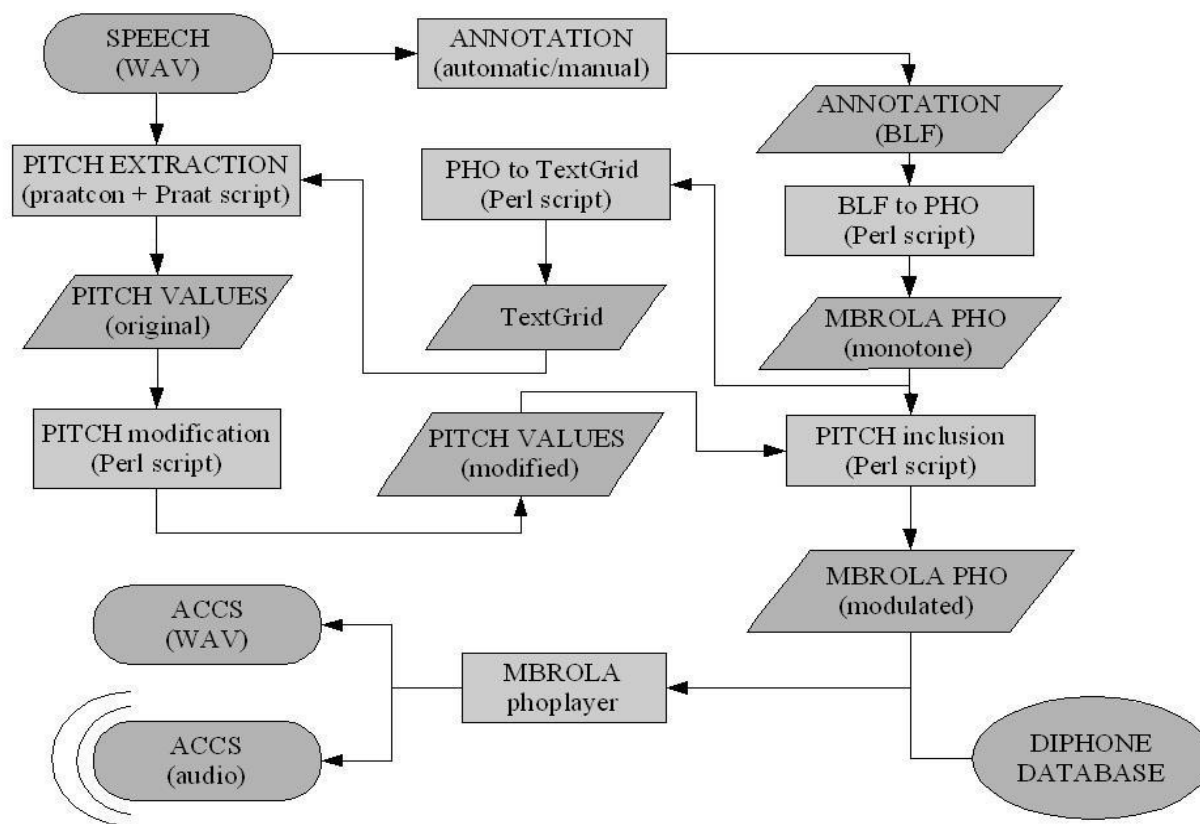 SPEECH
(WAV)
ANNOTATION
(automatic/manual)
ANNOTATION
(BLF)
PITCH EXTRACTION
(praatcon + Praat script)
PHO to TextGrid
(Perl script)
BLF to PHO
(Perl script)
PITCH VALUES
(original)
TextGrid
MBROLA PHO
(monotone)
PITCH modification
(Perl script)
PITCH VALUES
(modified)
PITCH inclusion
(Perl script)
MBROLA PHO
(modulated)
ACCS
(WAV)
MBROLA
phoplayer
ACCS
(audio)
DIPHONE
DATABASE